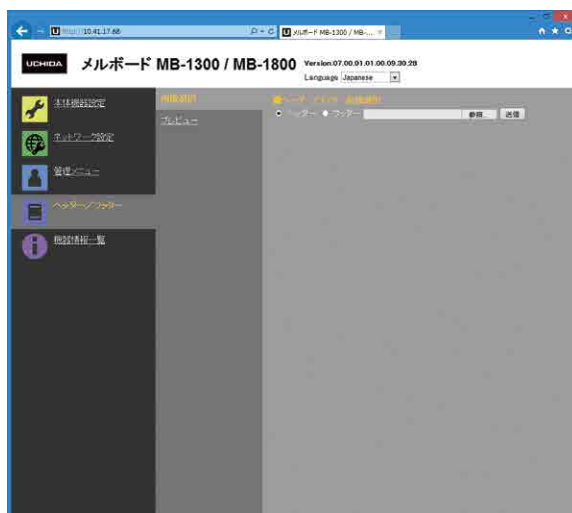 http://10.41.17.68
メルボード MB-1300 / MB-...
UCHIDA
メルボード MB-1300 / MB-1800
Version:07.00.01.01.00.09.30.28
Language Japanese
本体機器設定
ネットワーク設定
管理メニュー
ヘッダー／フッター
機器情報一覧
画像選択
プレビュー
ヘッダー フッター 参照... 送信